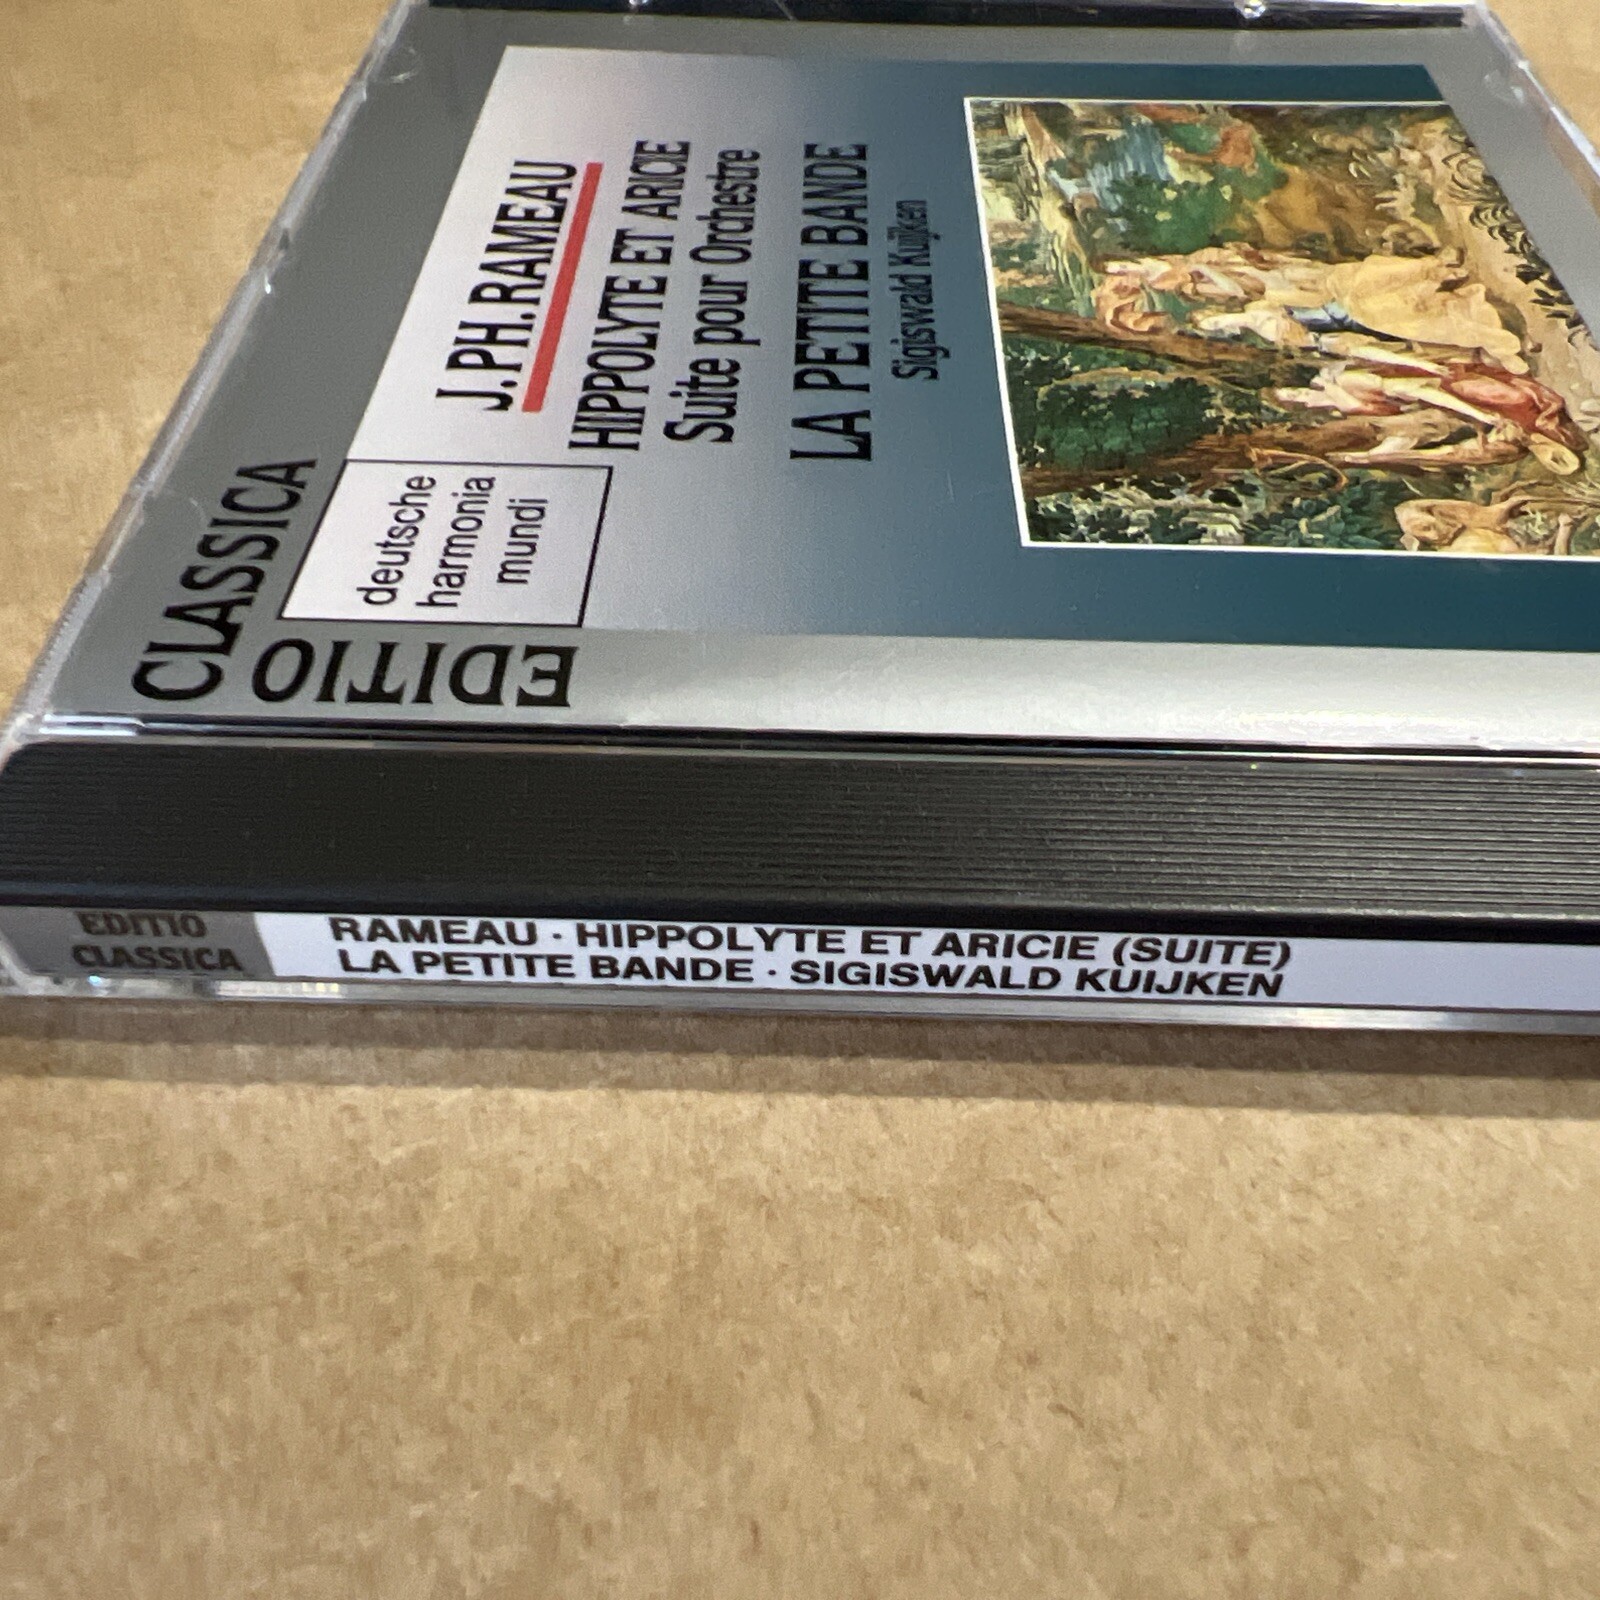 EDITIO
CLASSICA
deutsche
harmonia
mundi
J.PH.RAMEAU
HIPPOLYTE ET ARICIE
Suite pour Orchestre
LA PETITE BANDE
Sigiswald Kuijken
EDITIO
CLASSICA
RAMEAU · HIPPOLYTE ET ARICIE (SUITE)
LA PETITE BANDE · SIGISWALD KUIJKEN